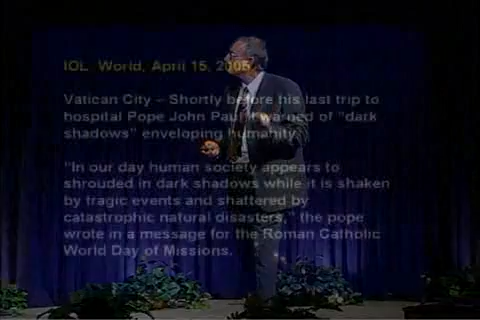 IOL: World, April 15, 2005
Vatican City – Shortly before his last trip to
hospital Pope John Paul II warned of "dark
shadows" enveloping humanity.
"In our day human society appears to
shrouded in dark shadows while it is shaken
by tragic events and shattered by
catastrophic natural disasters," the pope
wrote in a message for the Roman Catholic
World Day of Missions.